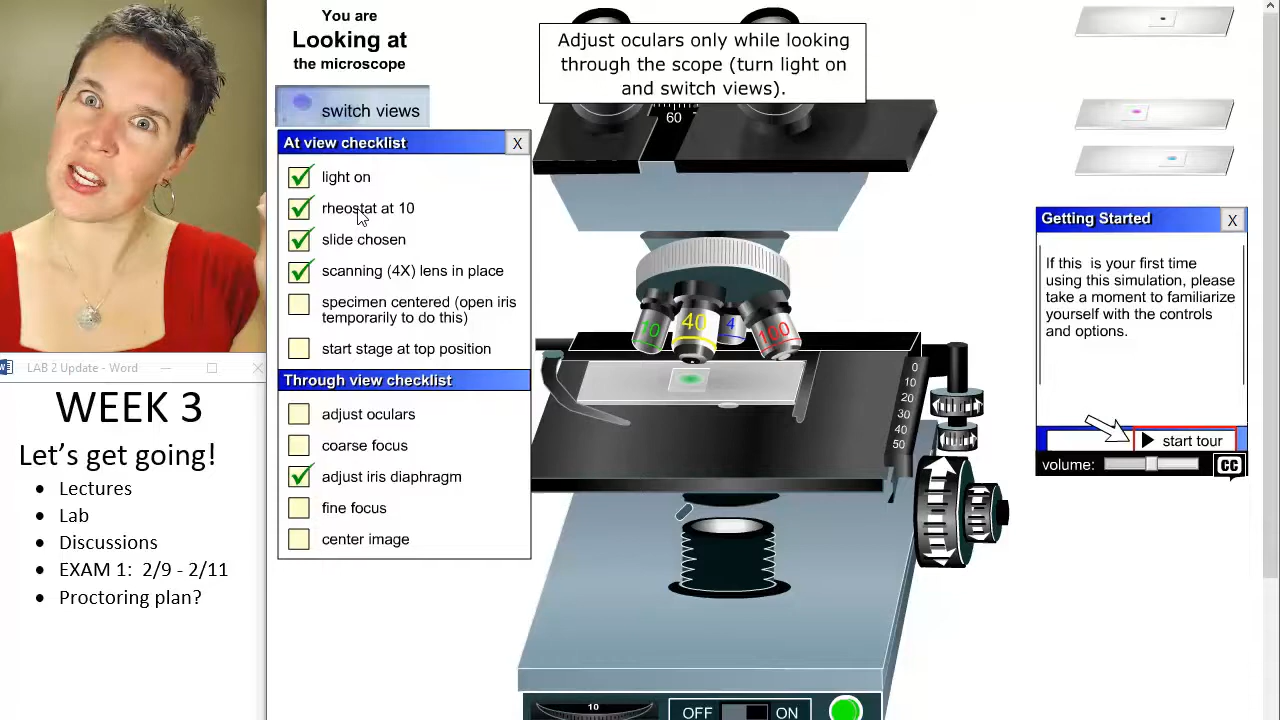 You are
Looking at
the microscope
switch views
At view checklist
X
light on
rheostat at 10
slide chosen
scanning (4X) lens in place
specimen centered (open iris
temporarily to do this)
start stage at top position
Through view checklist
adjust oculars
coarse focus
adjust iris diaphragm
fine focus
center image
Adjust oculars only while looking
through the scope (turn light on
and switch views).
60
40
4
100
0
10
20
30
40
50
10
OFF
ON
Getting Started
X
If this is your first time
using this simulation, please
take a moment to familiarize
yourself with the controls
and options.
start tour
volume:
CC
LAB 2 Update - Word
WEEK 3
Let's get going!
• Lectures
• Lab
• Discussions
• EXAM 1: 2/9 - 2/11
• Proctoring plan?